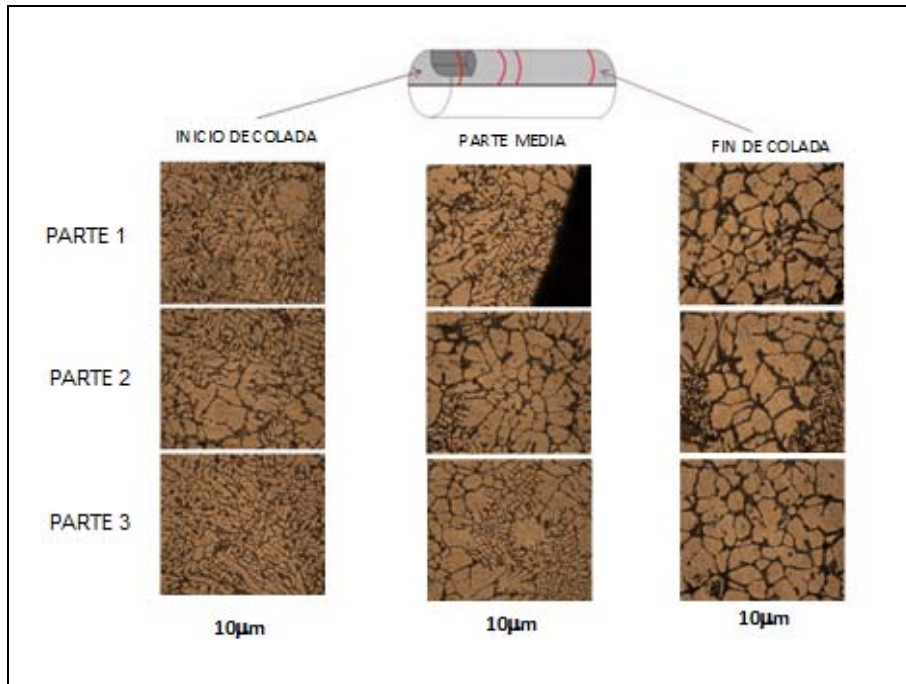 INICIO DE COLADA
PARTE MEDIA
FIN DE COLADA
PARTE 1
PARTE 2
PARTE 3
10µm
10µm
10µm